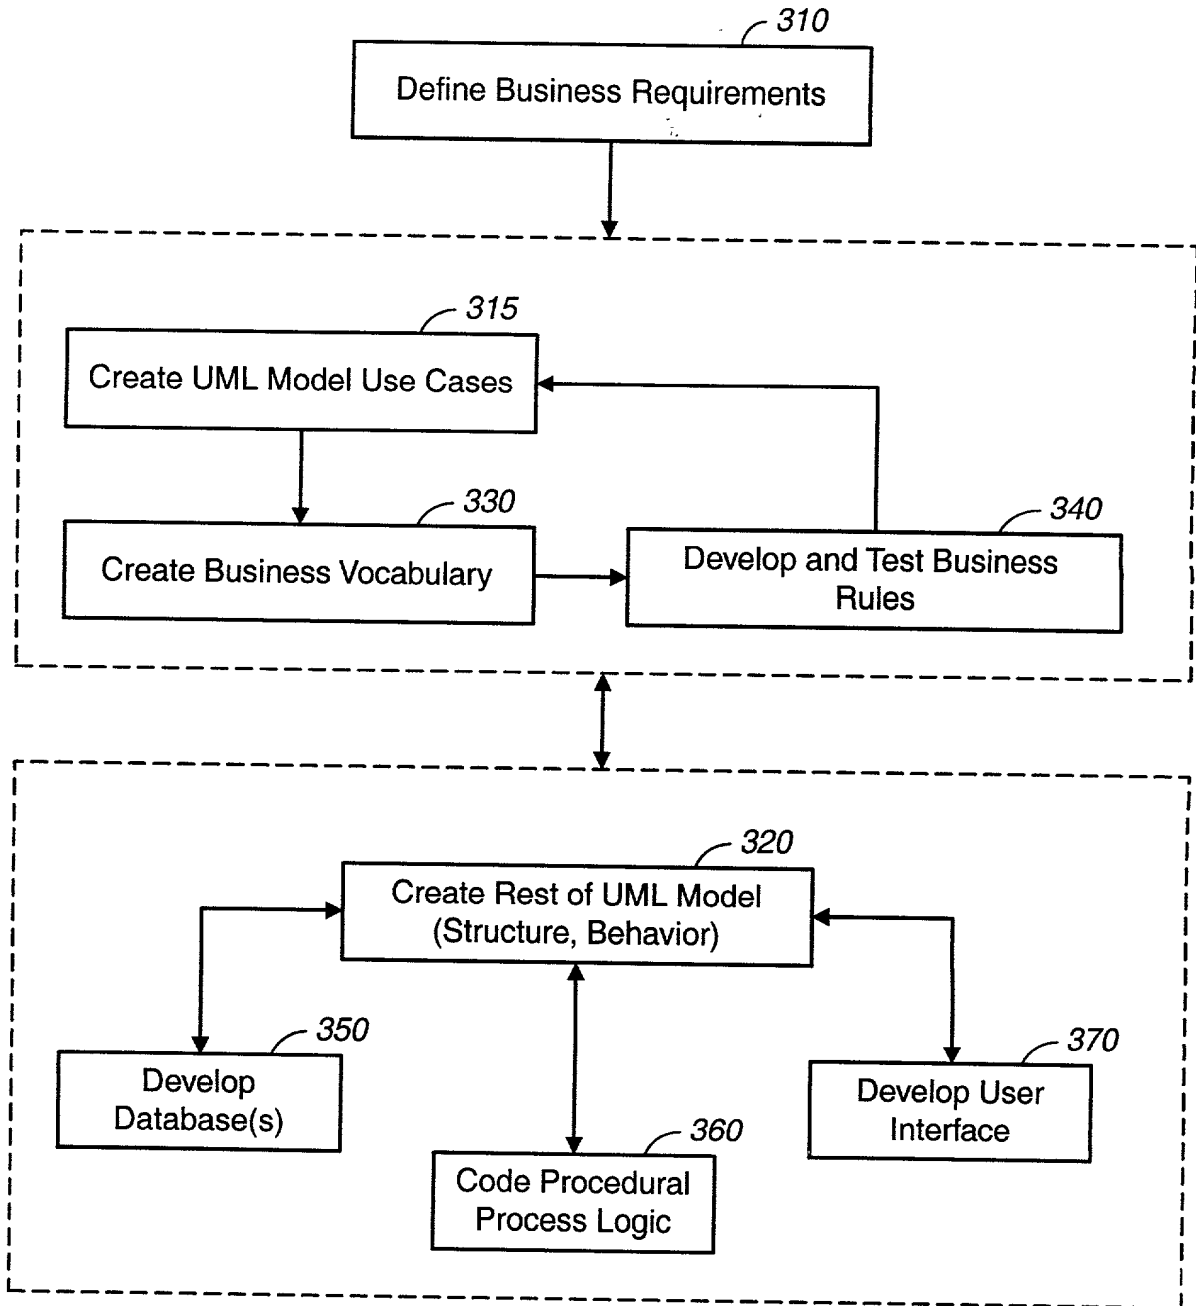 310
Define Business Requirements
315
Create UML Model Use Cases
330
Create Business Vocabulary
340
Develop and Test Business
Rules
320
Create Rest of UML Model
(Structure, Behavior)
350
Develop
Database(s)
360
Code Procedural
Process Logic
370
Develop User
Interface